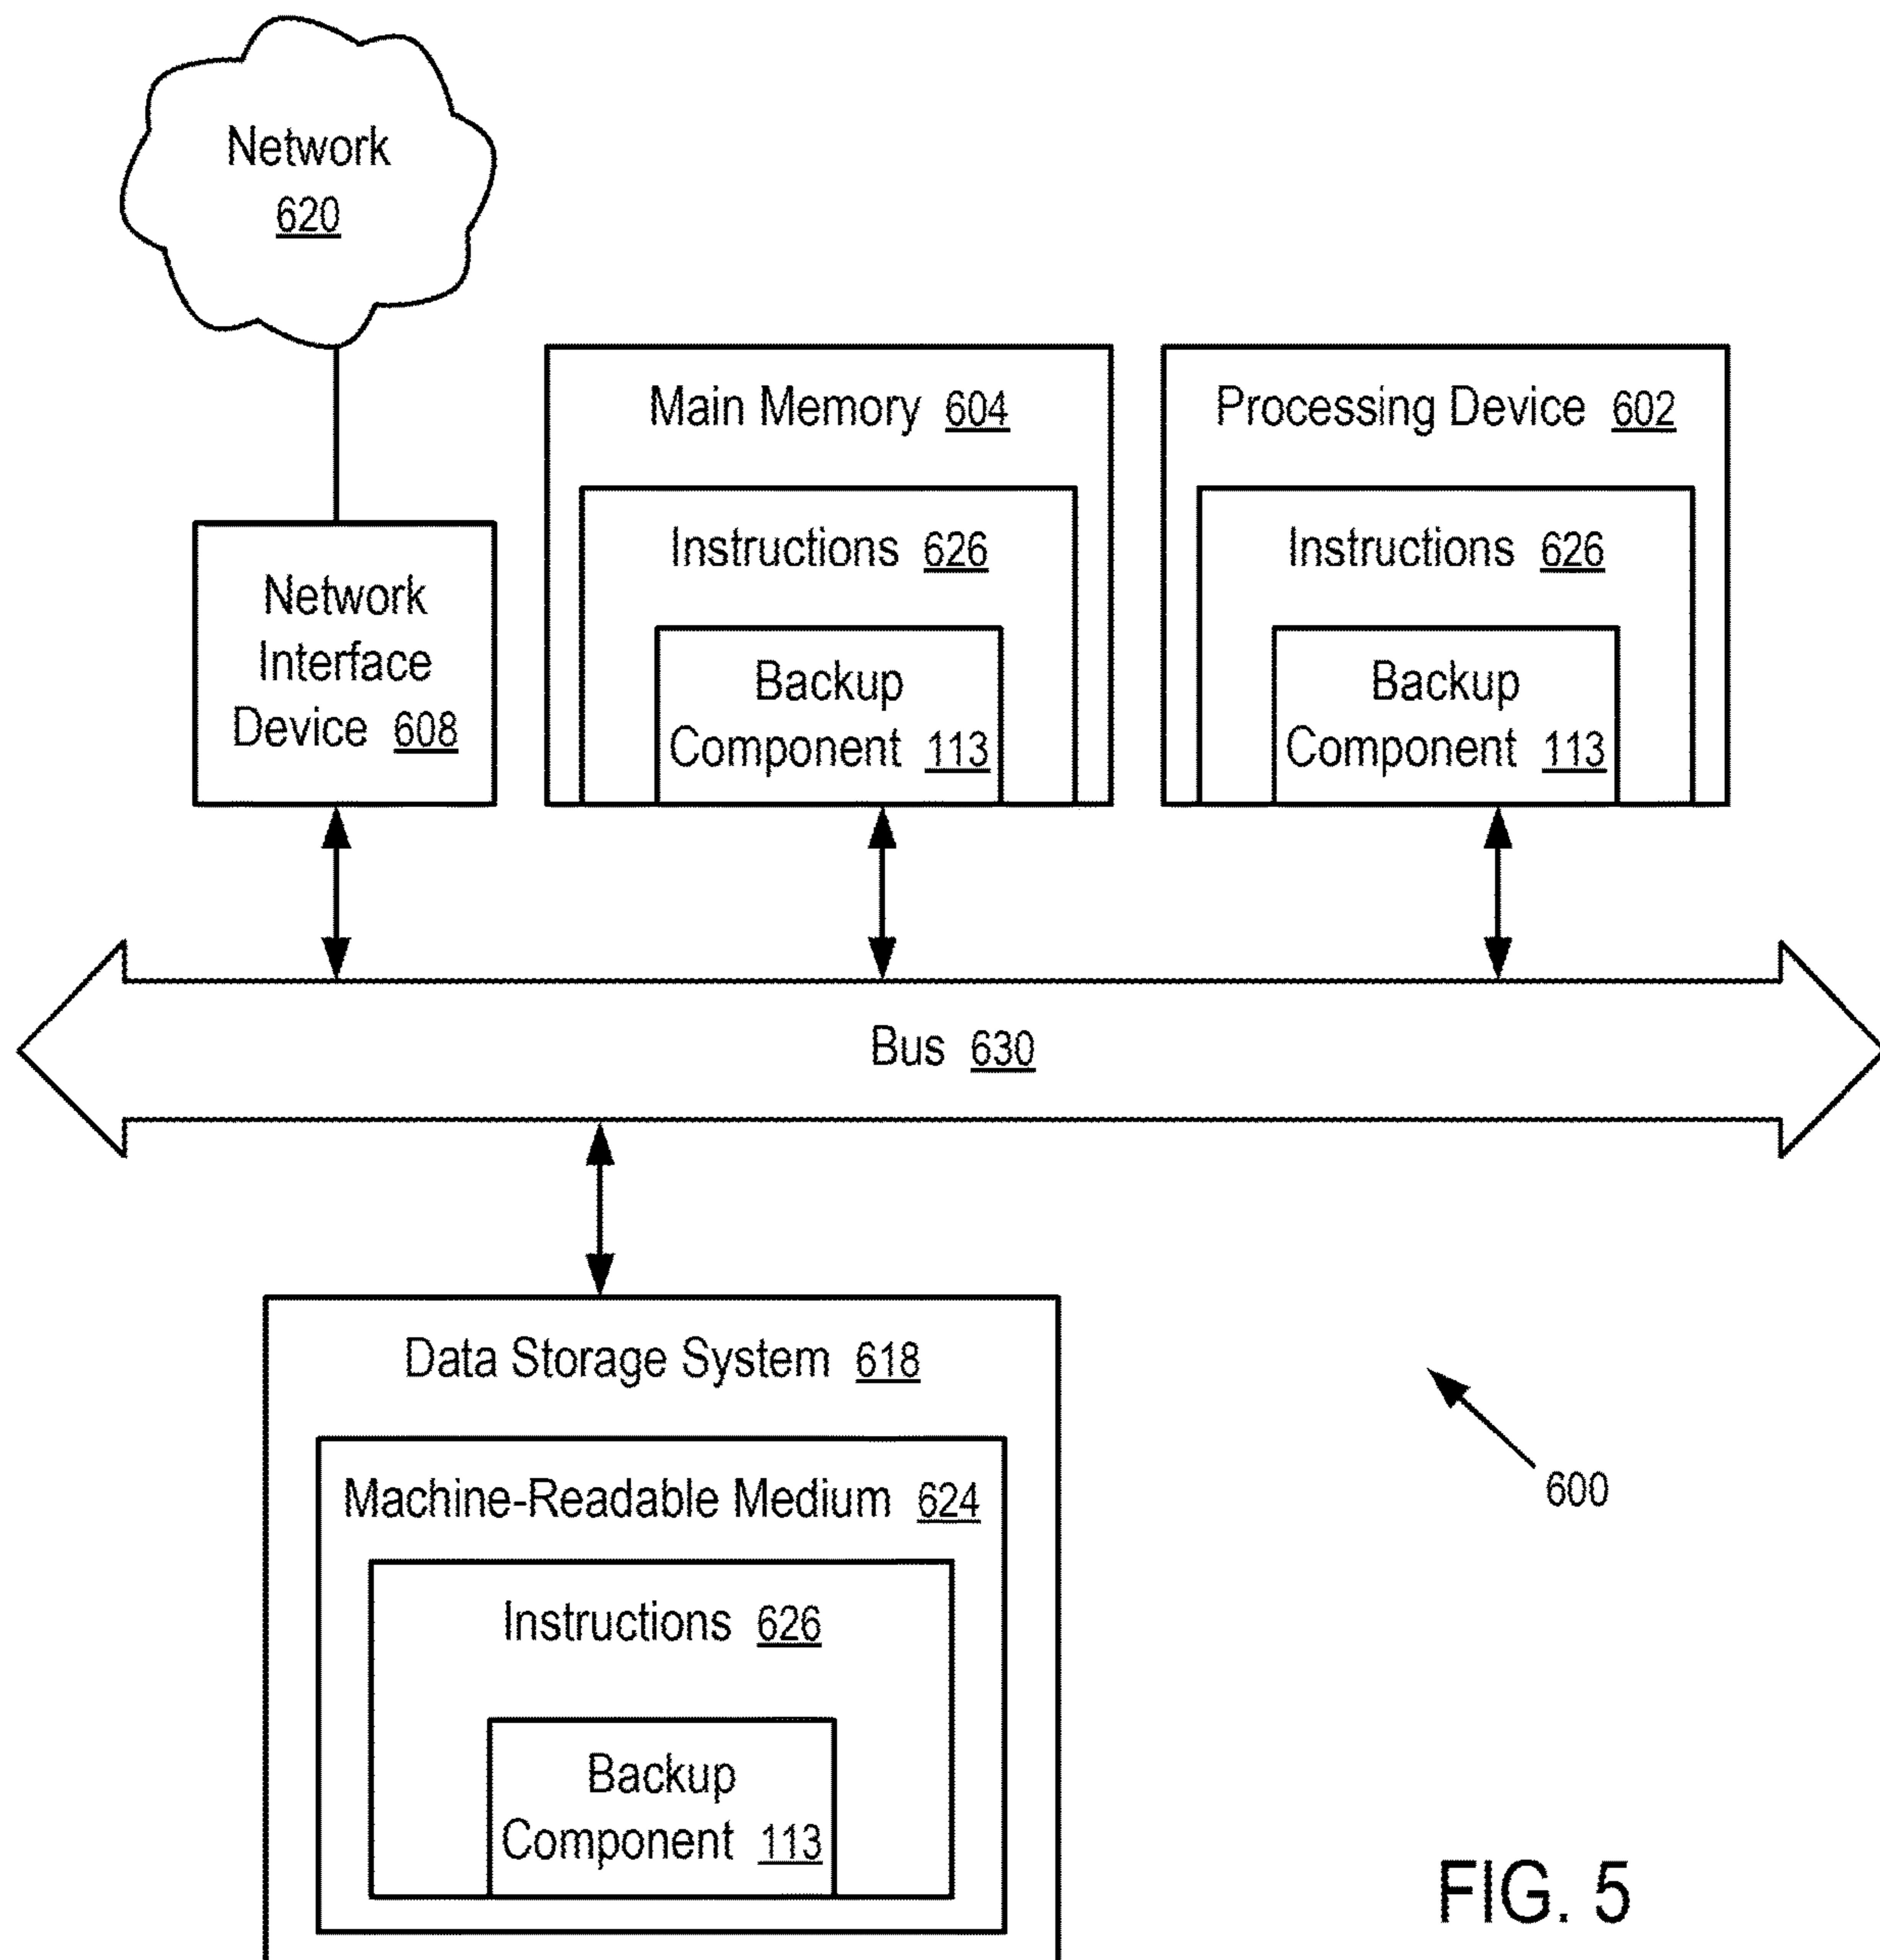 Network
620
Main Memory 604
Processing Device 602
Instructions 626
Instructions 626
Network
Interface
Device 608
Backup
Component 113
Backup
Component 113
Bus 630
Data Storage System 618
Machine-Readable Medium 624
600
Instructions 626
Backup
Component 113
FIG. 5